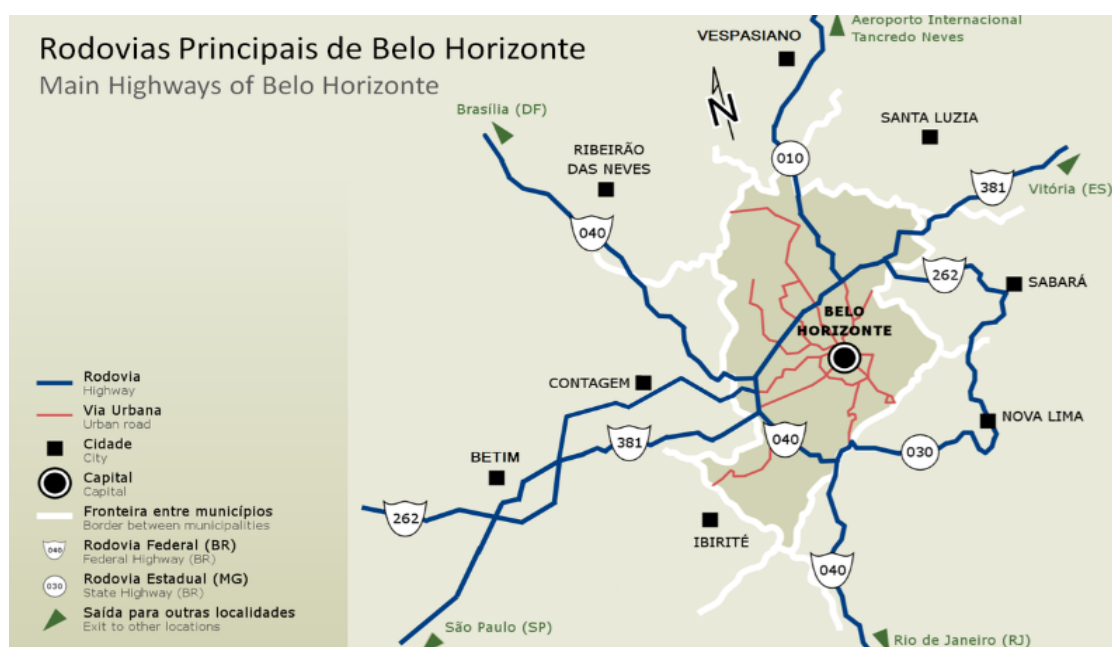 Rodovias Principais de Belo Horizonte
Main Highways of Belo Horizonte
Aeroporto Internacional
Tancredo Neves
VESPASIANO
Brasília (DF)
N
SANTA LUZIA
RIBEIRÃO
DAS NEVES
010
381
Vitória (ES)
040
262
SABARÁ
BELO
HORIZONTE
CONTAGEM
NOVA LIMA
381
040
030
BETIM
262
IBIRITÉ
040
São Paulo (SP)
Rio de Janeiro (RJ)
Rodovia
Highway
Via Urbana
Urban road
Cidade
City
Capital
Capital
Fronteira entre municípios
Border between municipalities
040
Rodovia Federal (BR)
Federal Highway (BR)
030
Rodovia Estadual (MG)
State Highway (BR)
Saída para outras localidades
Exit to other locations